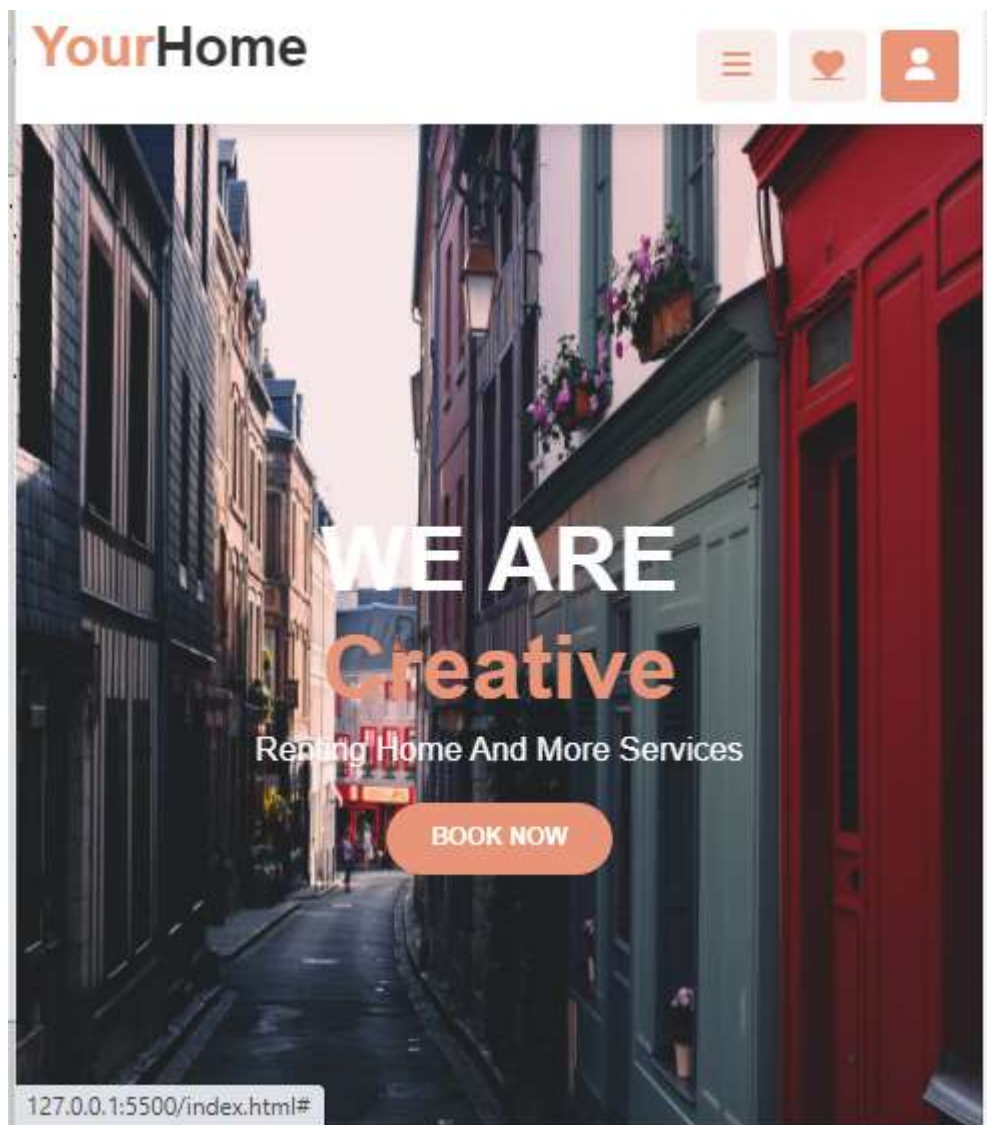 YourHome
WE ARE
Creative
Renting Home And More Services
BOOK NOW
127.0.0.1:5500/index.html#